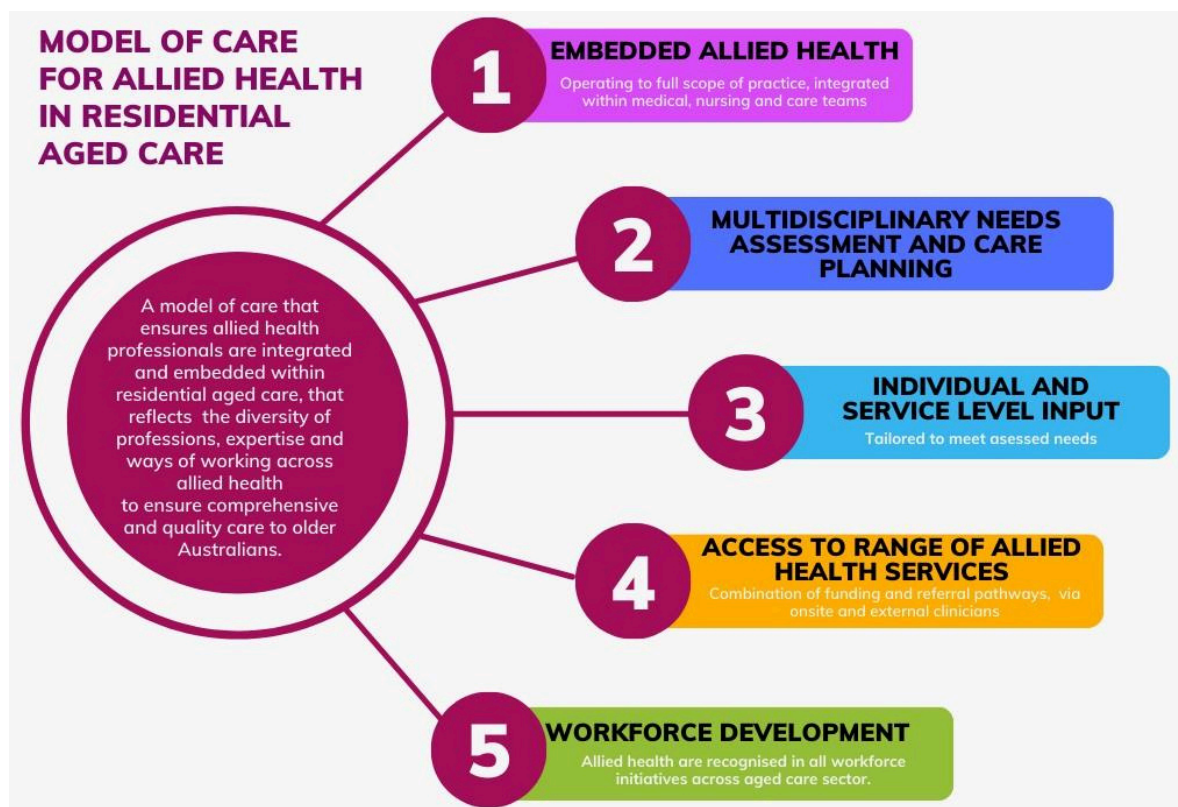 MODEL OF CARE
FOR ALLIED HEALTH
IN RESIDENTIAL
AGED CARE
A model of care that
ensures allied health
professionals are integrated
and embedded within
residential aged care, that
reflects the diversity of
professions, expertise and
ways of working across
allied health
to ensure comprehensive
and quality care to older
Australians.
1
EMBEDDED ALLIED HEALTH
Operating to full scope of practice, integrated
within medical, nursing and care teams
2
MULTIDISCIPLINARY NEEDS
ASSESSMENT AND CARE
PLANNING
3
INDIVIDUAL AND
SERVICE LEVEL INPUT
Tailored to meet asessed needs
4
ACCESS TO RANGE OF ALLIED
HEALTH SERVICES
Combination of funding and referral pathways, via
onsite and external clinicians
5
WORKFORCE DEVELOPMENT
Allied health are recognised in all workforce
initiatives across aged care sector.